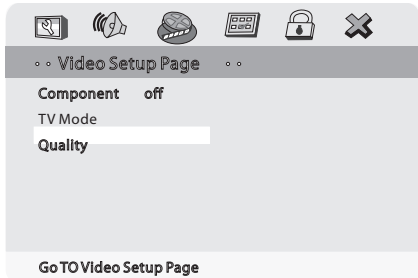 Video Setup Page
Component off
TV Mode
Quality
Go TO Video Setup Page